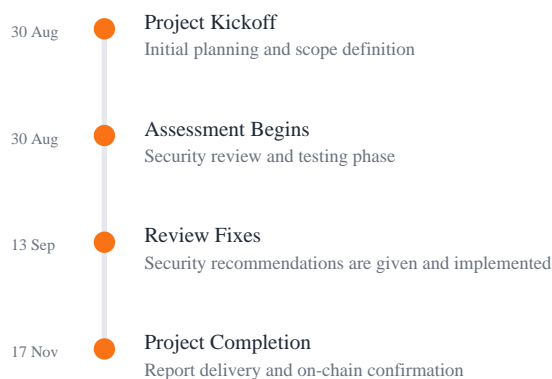 30 Aug
Project Kickoff
Initial planning and scope definition
30 Aug
Assessment Begins
Security review and testing phase
13 Sep
Review Fixes
Security recommendations are given and implemented
17 Nov
Project Completion
Report delivery and on-chain confirmation